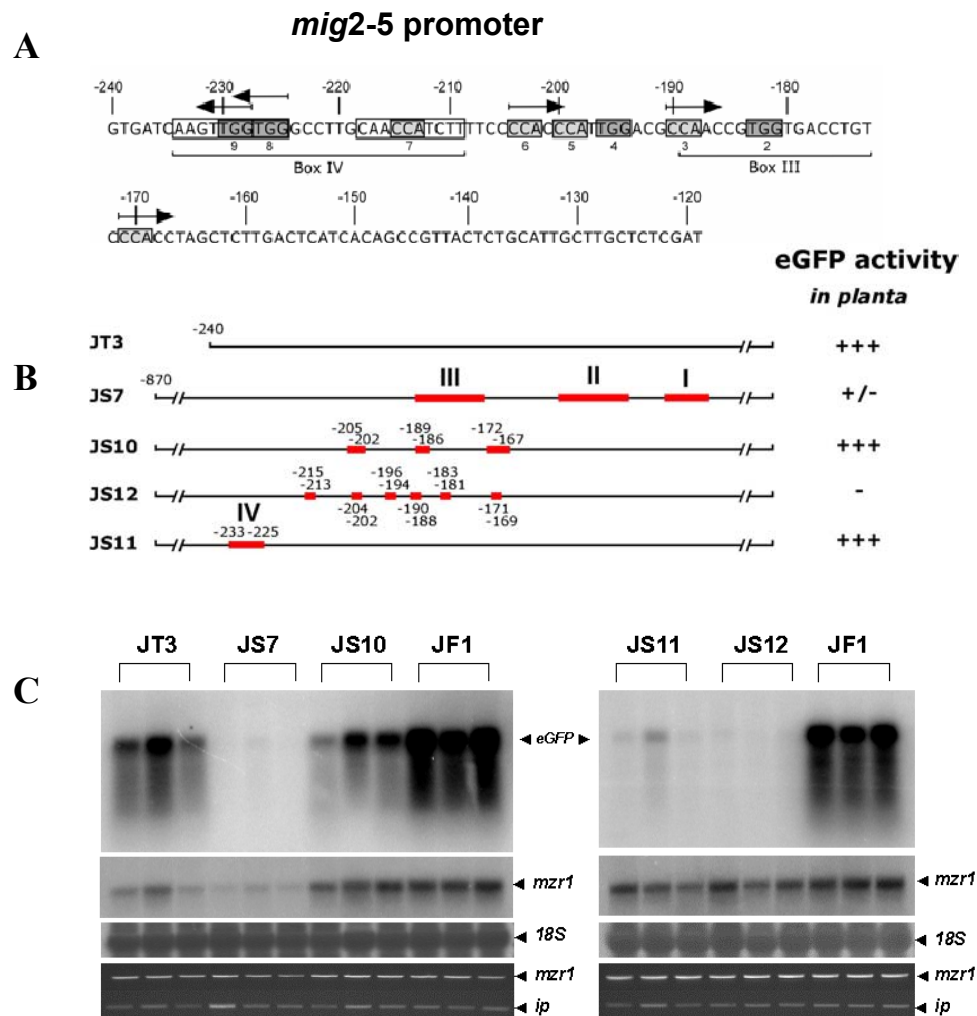 mig2-5 promoter
A
-240 -230 -220 -210 -200 -190 -180
GTGATCAAGTTGGTGGGCCTTGCAACCATCTTTTCCCCACCCATTGGACGCCAACCGTGGTGACCTGT
9 8 7 6 5 4 3 2
Box IV Box III
-170 -160 -150 -140 -130 -120
CCCACCTAGCTCTTGACTCATCACAGCCGTTACTCTGCATTGCTTGCTCTCGAT
eGFP activity
in planta
B
JT3 -240 +++
JS7 -870 III II I +/-
JS10 -205 -202 -189 -186 -172 -167 +++
JS12 -215 -213 -204 -202 -196 -194 -190 -188 -183 -181 -171 -169 -
JS11 IV -233 -225 +++
C
JT3 JS7 JS10 JF1 JS11 JS12 JF1
eGFP
mzr1 mzr1
18S 18S
mzr1 mzr1
ip ip